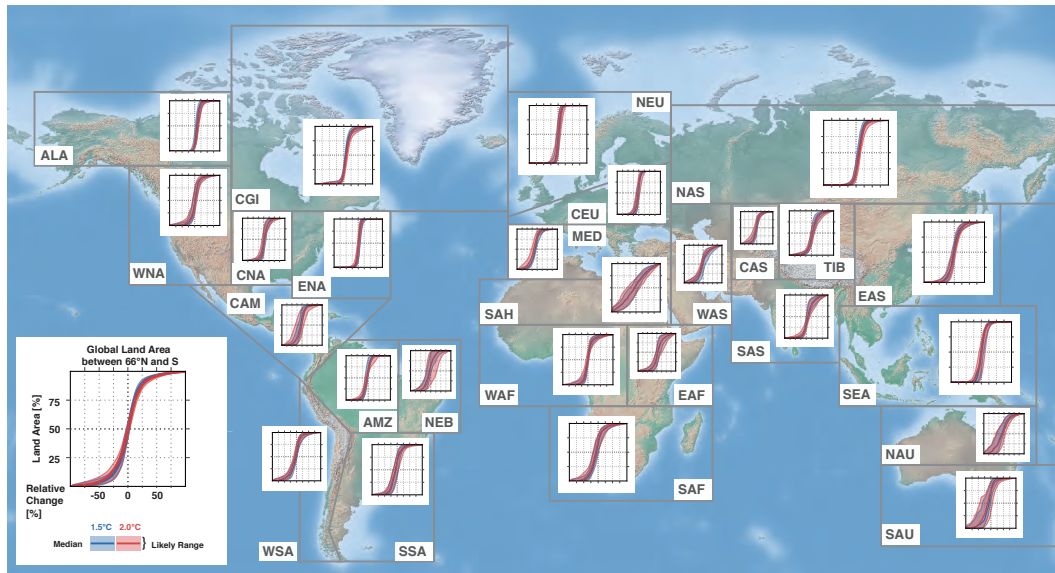 NEU
ALA
CGI
NAS
CEU
MED
WNA
CNA
ENA
CAS
TIB
CAM
SAH
WAS
EAS
SAS
WAF
EAF
SEA
AMZ
NEB
NAU
SAF
SAU
WSA
SSA
Global Land Area
between 66°N and S
Land Area [%]
75
50
25
Relative
Change
[%]
-50 0 50
1.5°C 2.0°C
Median } Likely Range